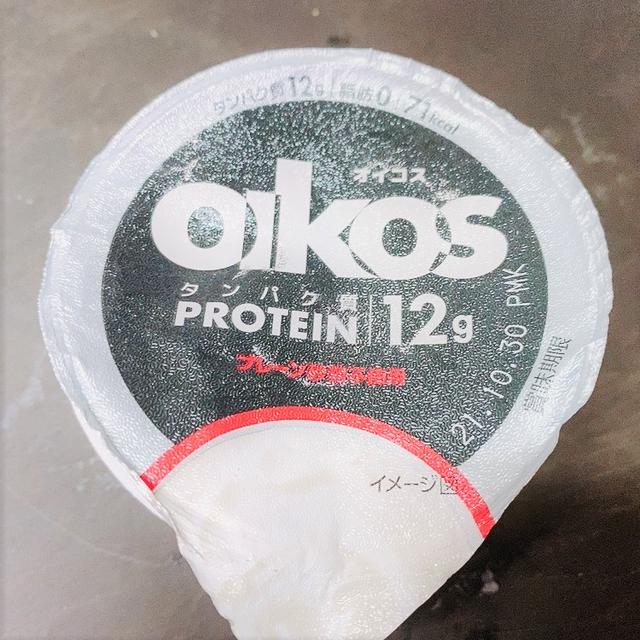 タンパク質12g 脂肪0 71kcal
オイコス
oikos
タンパク質
PROTEIN 12g
プレーン砂糖不使用
イメージ図
21.10.30 PMK
賞味期限